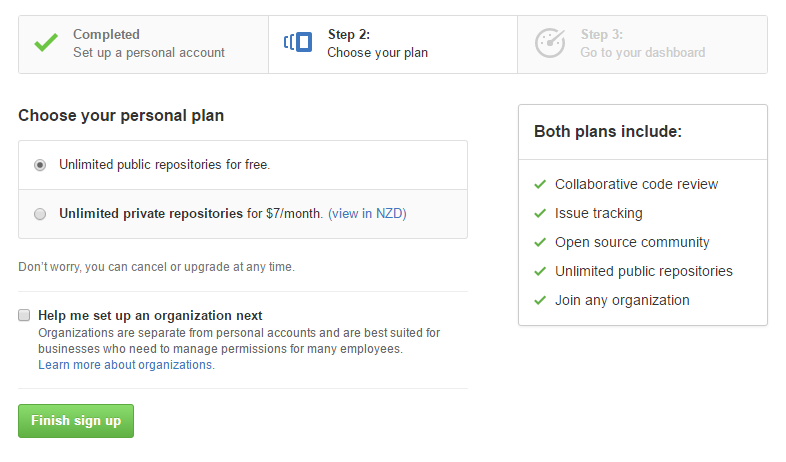 Completed
Set up a personal account
Step 2:
Choose your plan
Step 3:
Go to your dashboard
Choose your personal plan
Unlimited public repositories for free.
Unlimited private repositories for $7/month. (view in NZD)
Don't worry, you can cancel or upgrade at any time.
Help me set up an organization next
Organizations are separate from personal accounts and are best suited for
businesses who need to manage permissions for many employees.
Learn more about organizations.
Finish sign up
Both plans include:
Collaborative code review
Issue tracking
Open source community
Unlimited public repositories
Join any organization